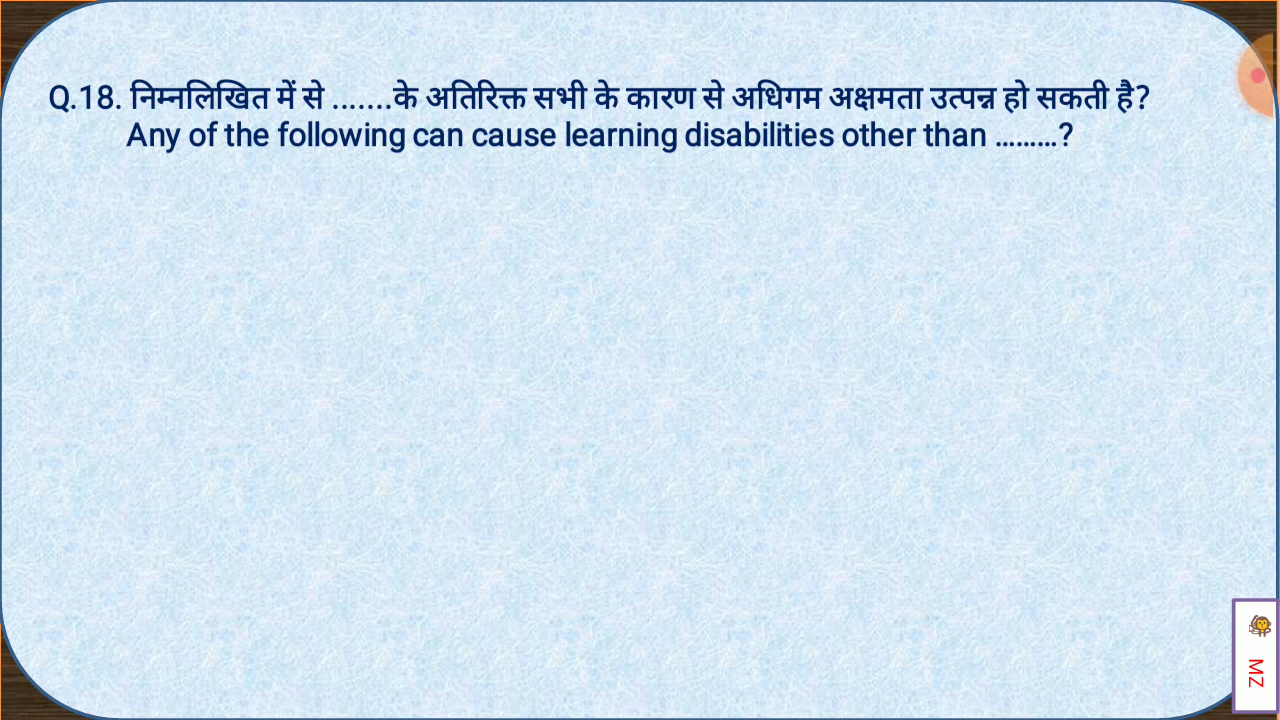 Q.18. निम्नलिखित में से .......के अतिरिक्त सभी के कारण से अधिगम अक्षमता उत्पन्न हो सकती है?
Any of the following can cause learning disabilities other than .........?
MZ